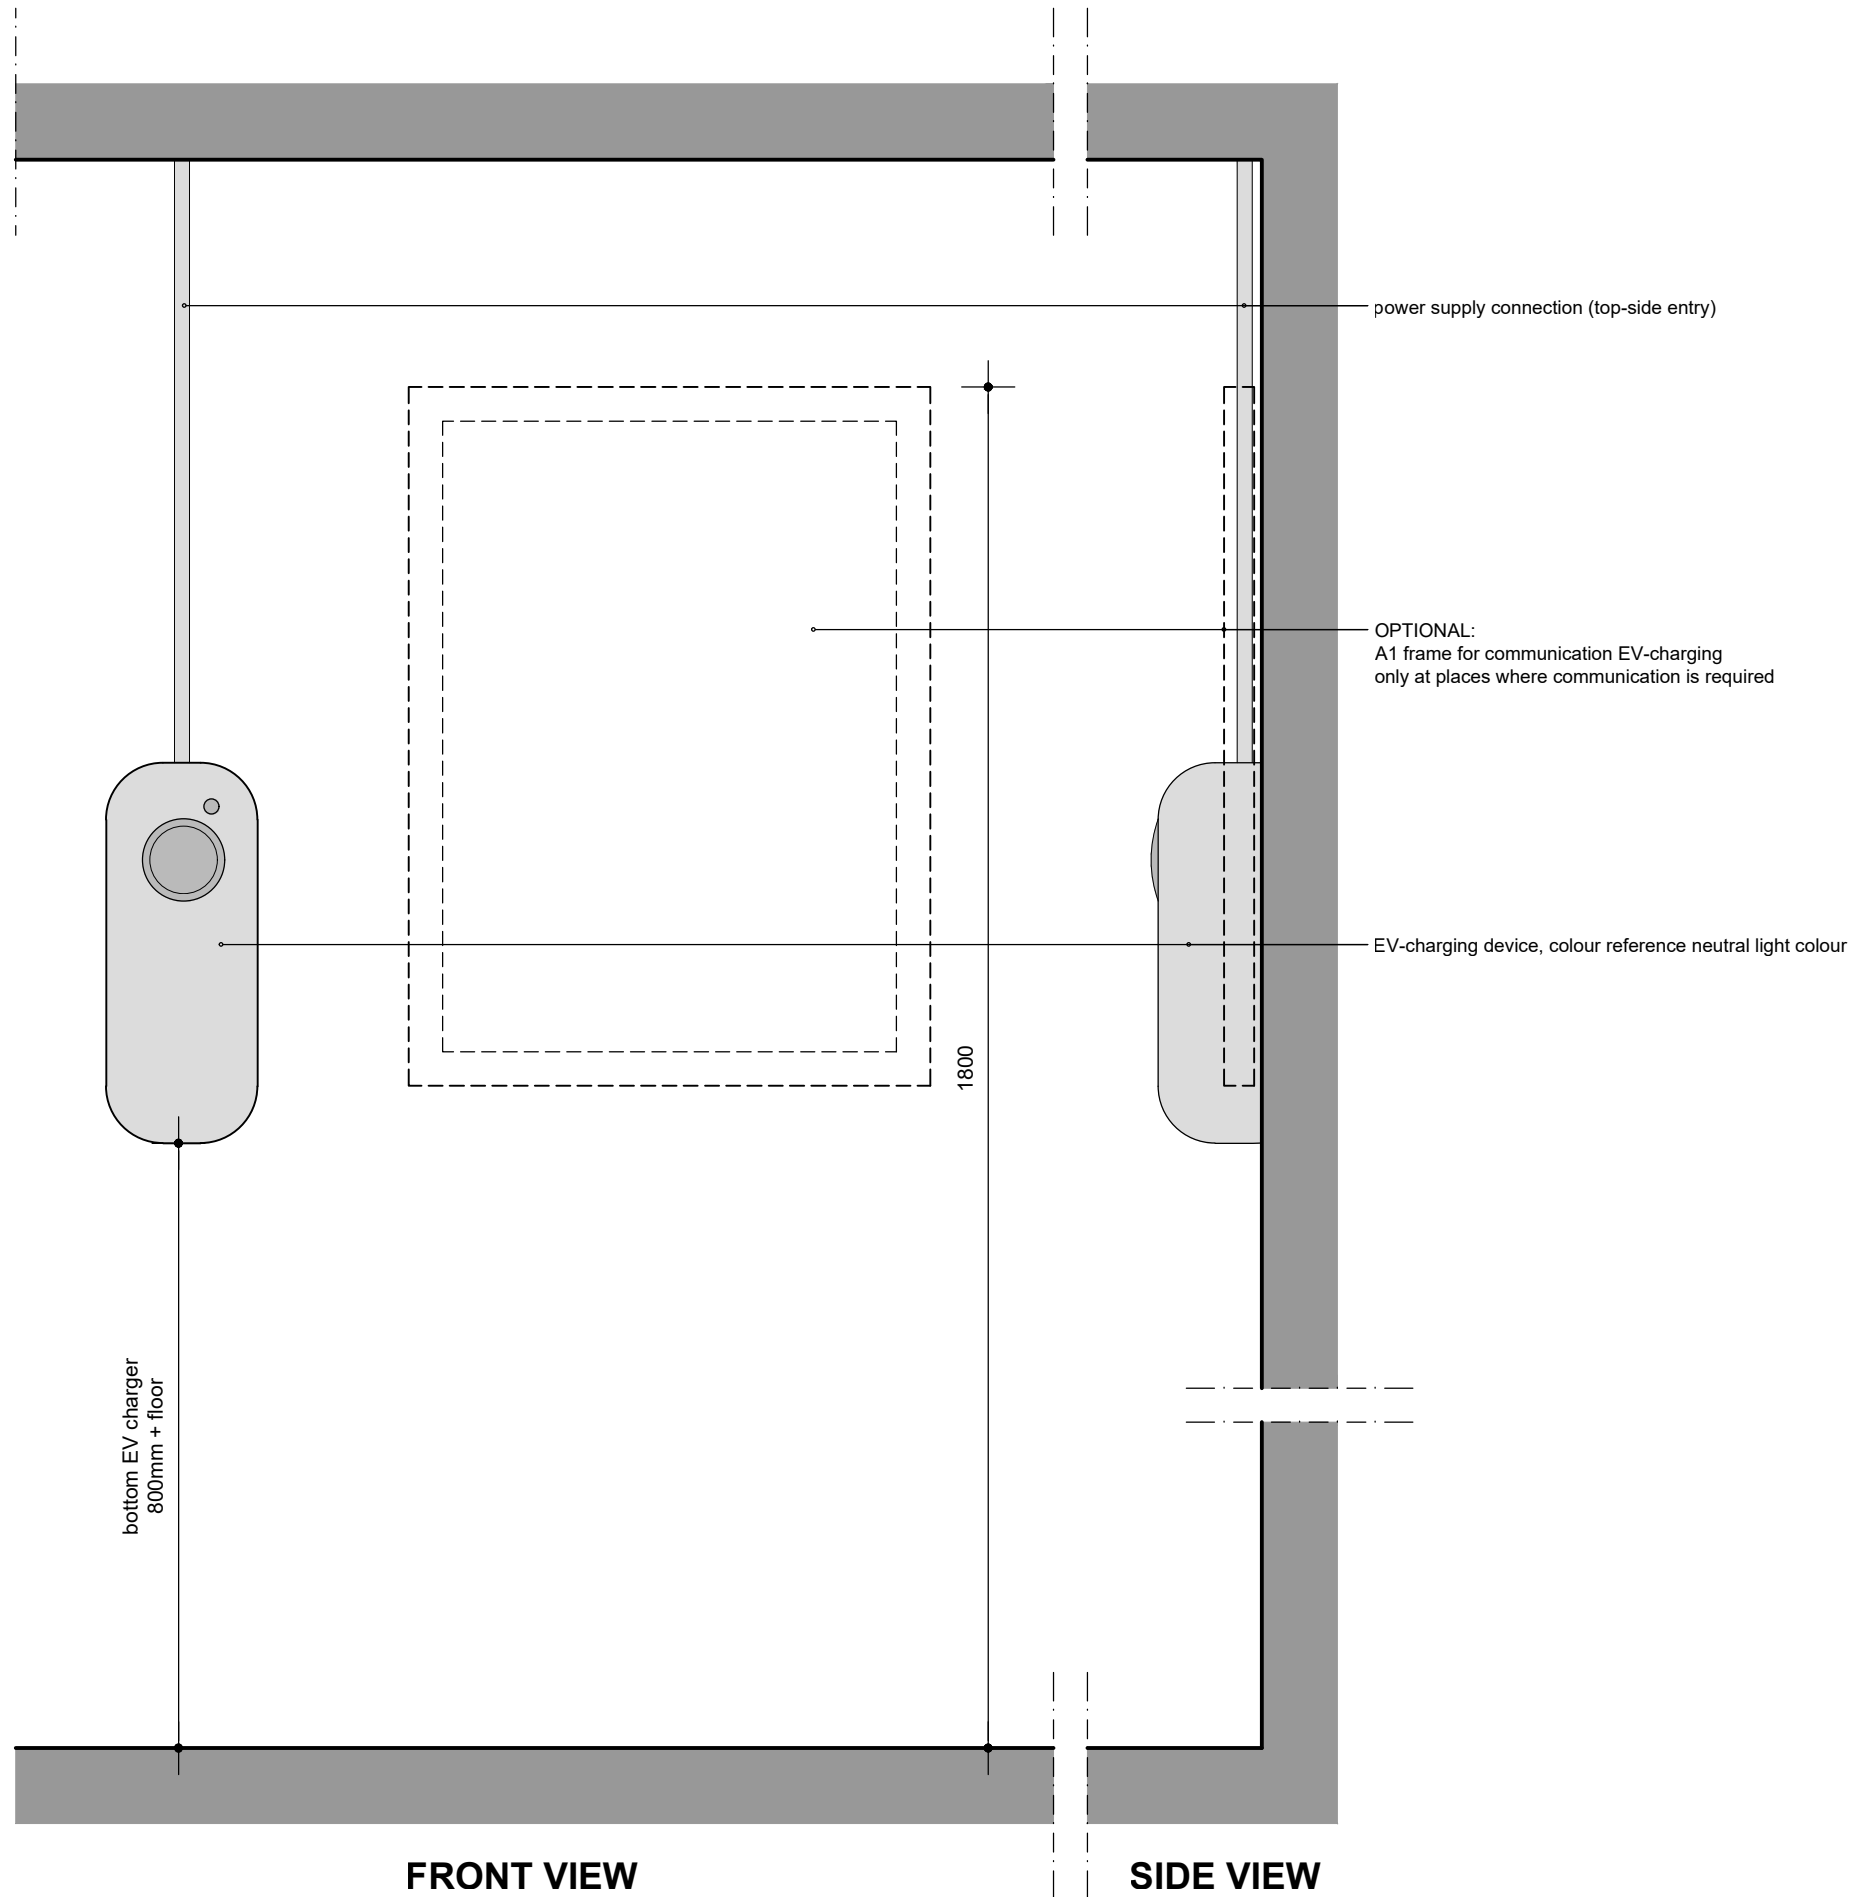 power supply connection (top-side entry)
OPTIONAL:
A1 frame for communication EV-charging
only at places where communication is required
EV-charging device, colour reference neutral light colour
1800
bottom EV charger
800mm + floor
FRONT VIEW
SIDE VIEW